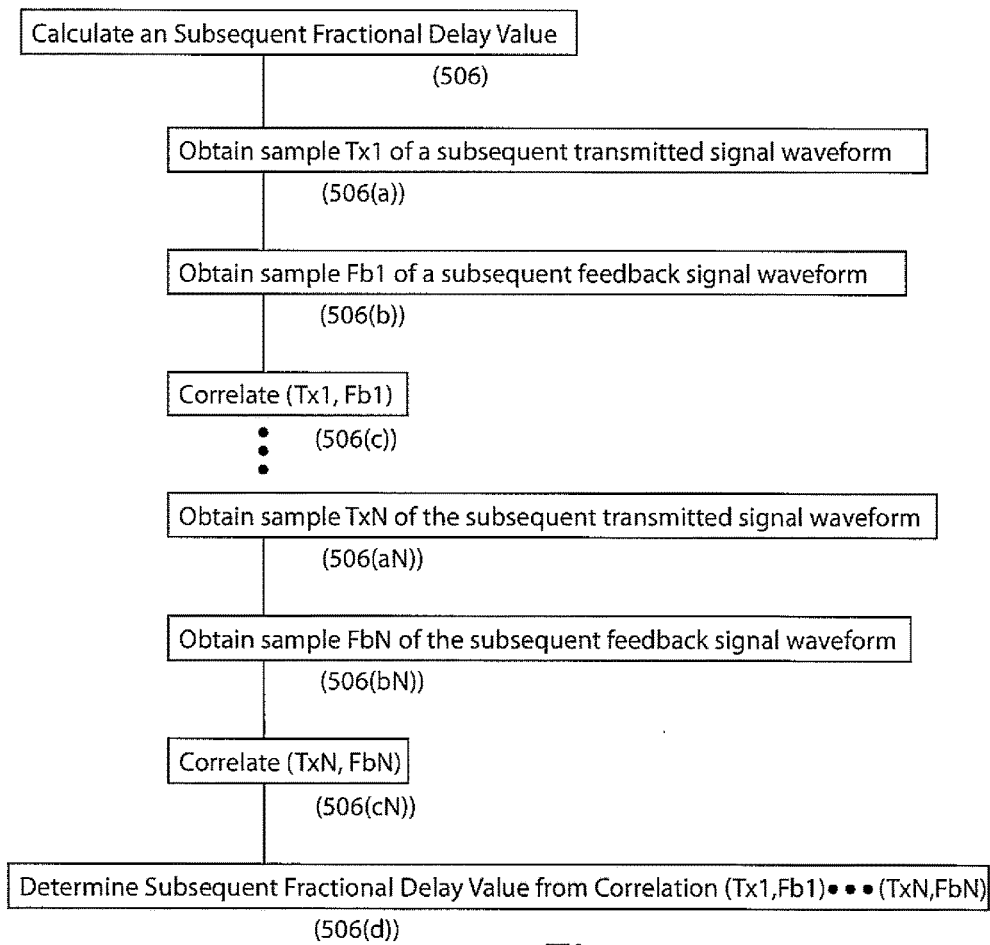 Calculate an Subsequent Fractional Delay Value
(506)
Obtain sample Tx1 of a subsequent transmitted signal waveform
(506(a))
Obtain sample Fb1 of a subsequent feedback signal waveform
(506(b))
Correlate (Tx1, Fb1)
(506(c))
Obtain sample TxN of the subsequent transmitted signal waveform
(506(aN))
Obtain sample FbN of the subsequent feedback signal waveform
(506(bN))
Correlate (TxN, FbN)
(506(cN))
Determine Subsequent Fractional Delay Value from Correlation (Tx1,Fb1)•••(TxN,FbN)
(506(d))